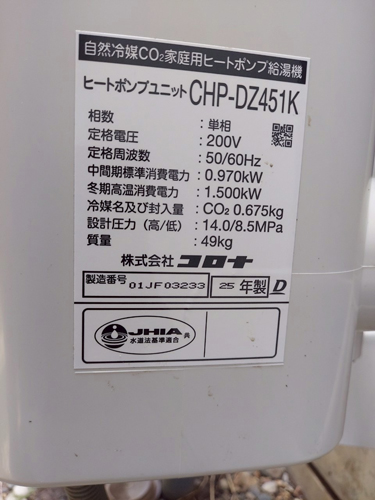 自然冷媒CO₂家庭用ヒートポンプ給湯機
ヒートポンプユニット CHP-DZ451K
相数 : 単相
定格電圧 : 200V
定格周波数 : 50/60Hz
中間期標準消費電力 : 0.970kW
冬期高温消費電力 : 1.500kW
冷媒名及び封入量 : CO₂ 0.675kg
設計圧力(高/低) : 14.0/8.5MPa
質量 : 49kg
株式会社 コロナ
製造番号 01JF03233 25 年製 D
JHIA 共
水道法基準適合